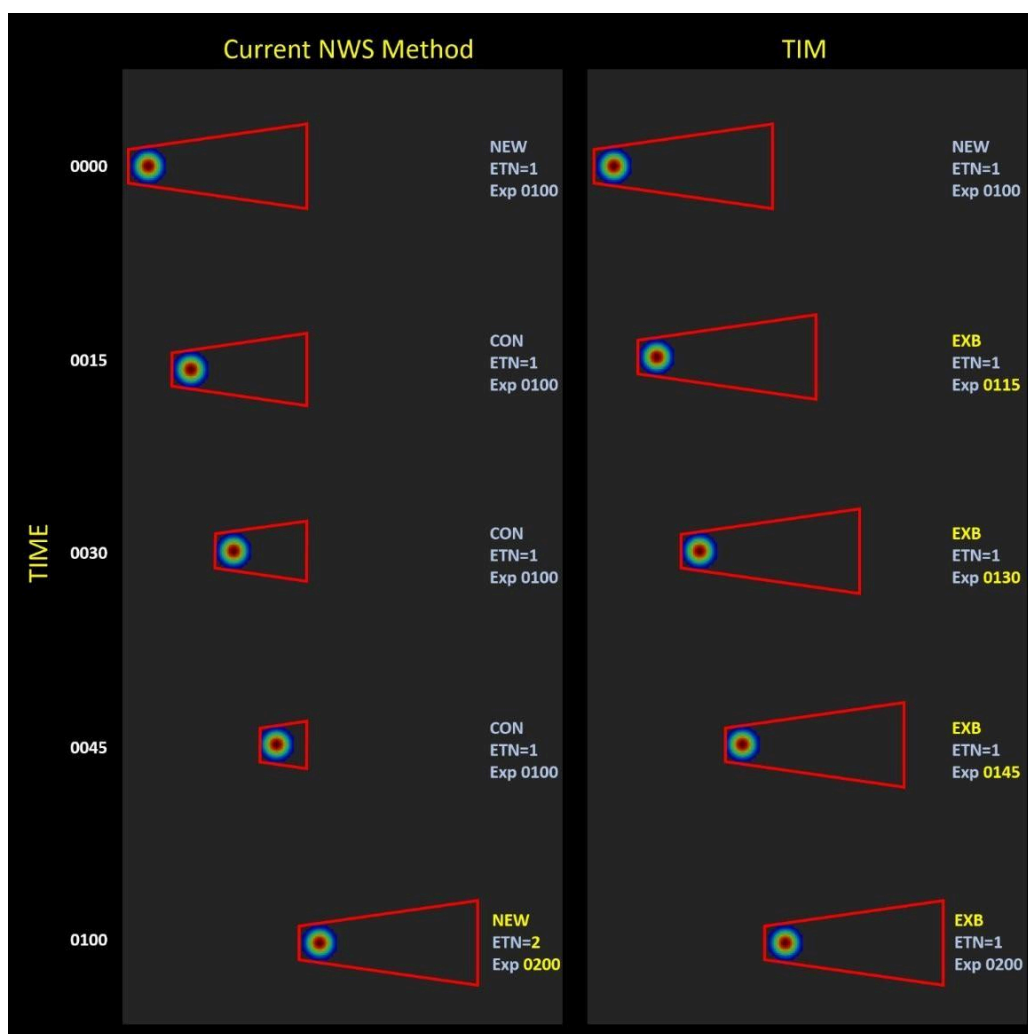 Current NWS Method
TIM
TIME
0000
NEW
ETN=1
Exp 0100
NEW
ETN=1
Exp 0100
0015
CON
ETN=1
Exp 0100
EXB
ETN=1
Exp 0115
0030
CON
ETN=1
Exp 0100
EXB
ETN=1
Exp 0130
0045
CON
ETN=1
Exp 0100
EXB
ETN=1
Exp 0145
0100
NEW
ETN=2
Exp 0200
EXB
ETN=1
Exp 0200